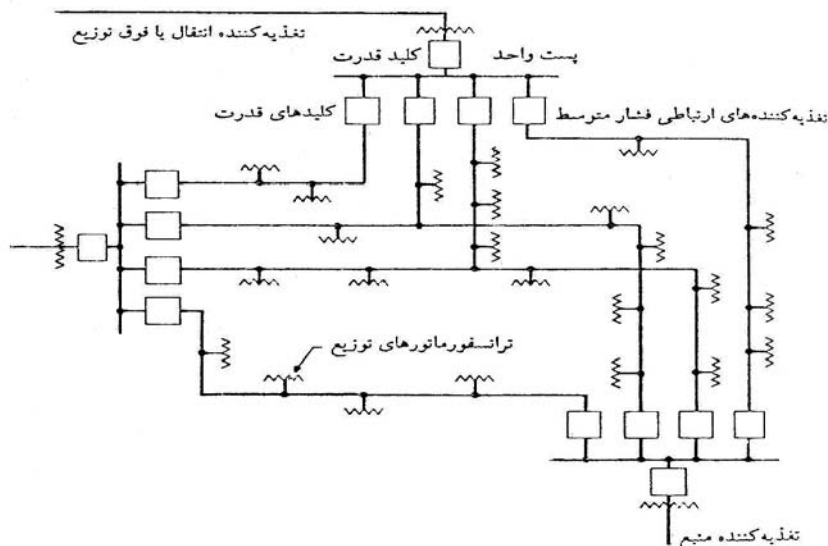 تغذیه‌کننده انتقال یا فوق توزیع
کلید قدرت
پست واحد
کلیدهای قدرت
تغذیه‌کننده‌های ارتباطی فشار متوسط
ترانسفورماتورهای توزیع
تغذیه‌کننده منبع